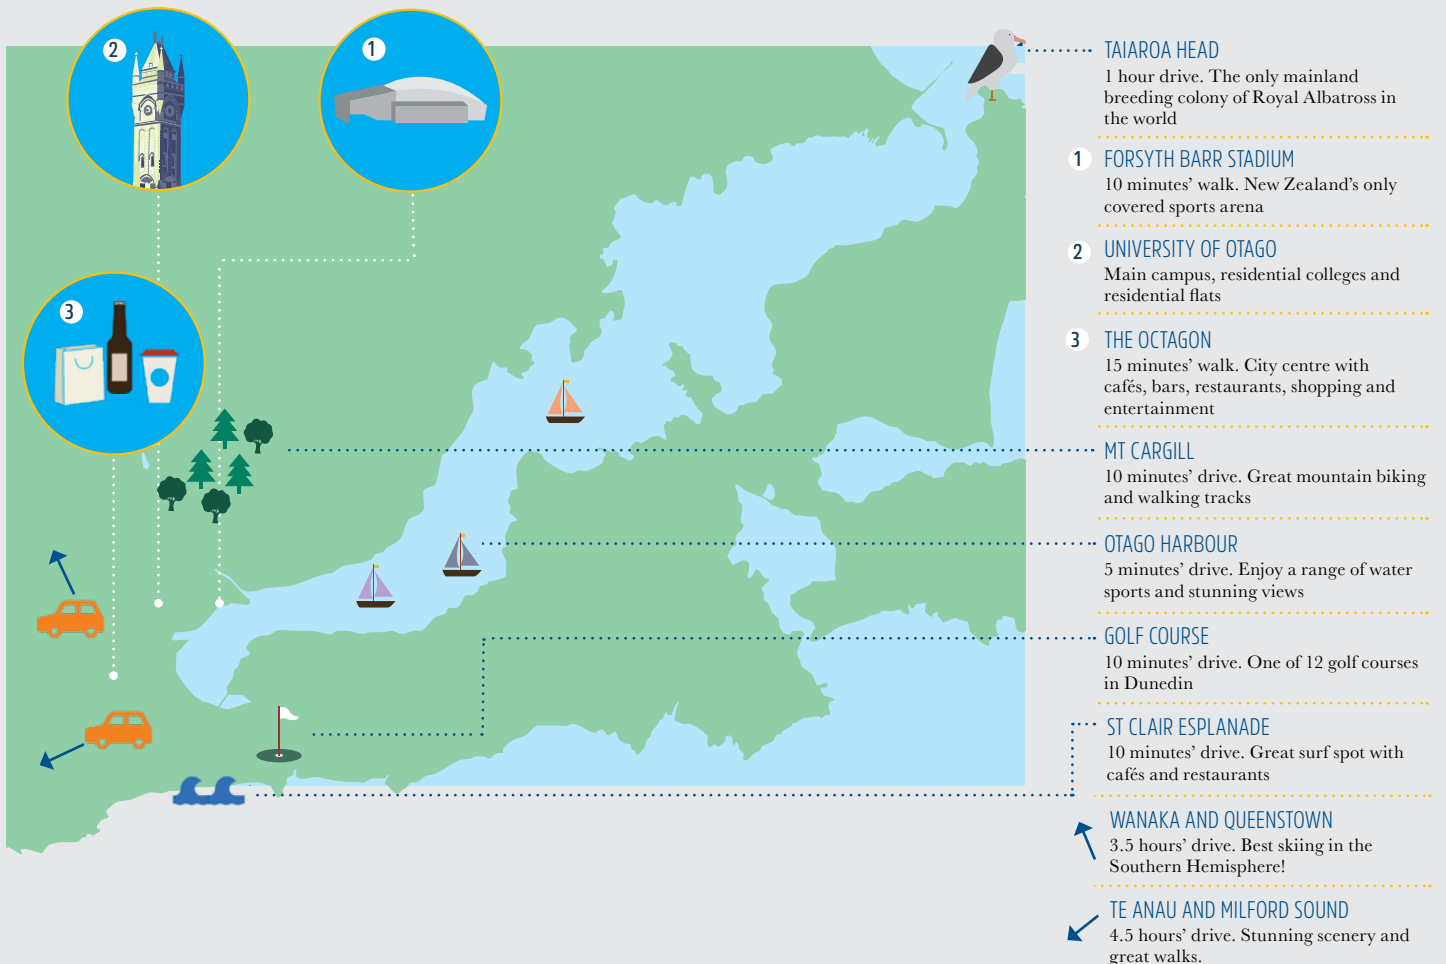 2
1
3
TAIAROA HEAD
1 hour drive. The only mainland
breeding colony of Royal Albatross in
the world
1 FORSYTH BARR STADIUM
10 minutes’ walk. New Zealand’s only
covered sports arena
2 UNIVERSITY OF OTAGO
Main campus, residential colleges and
residential flats
3 THE OCTAGON
15 minutes’ walk. City centre with
cafés, bars, restaurants, shopping and
entertainment
MT CARGILL
10 minutes’ drive. Great mountain biking
and walking tracks
OTAGO HARBOUR
5 minutes’ drive. Enjoy a range of water
sports and stunning views
GOLF COURSE
10 minutes’ drive. One of 12 golf courses
in Dunedin
ST CLAIR ESPLANADE
10 minutes’ drive. Great surf spot with
cafés and restaurants
WANAKA AND QUEENSTOWN
3.5 hours’ drive. Best skiing in the
Southern Hemisphere!
TE ANAU AND MILFORD SOUND
4.5 hours’ drive. Stunning scenery and
great walks.